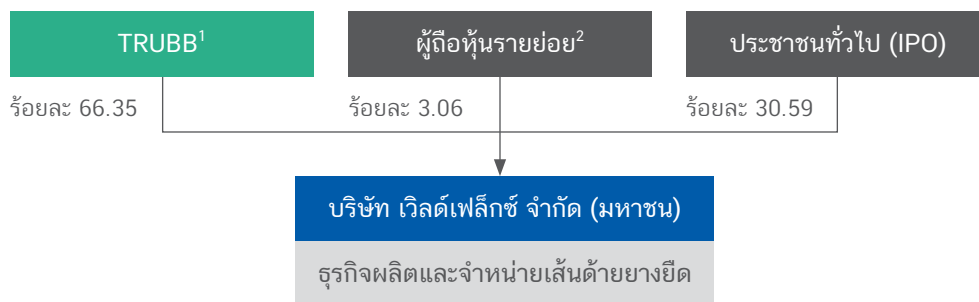 TRUBB¹
ผู้ถือหุ้นรายย่อย²
ประชาชนทั่วไป (IPO)
ร้อยละ 66.35
ร้อยละ 3.06
ร้อยละ 30.59
บริษัท เวิลด์เฟล็กซ์ จำกัด (มหาชน)
ธุรกิจผลิตและจำหน่ายเส้นด้ายยางยืด